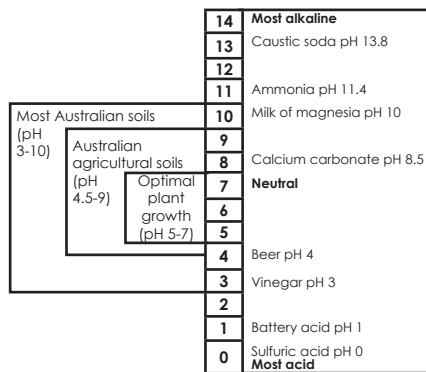 14 Most alkaline
13 Caustic soda pH 13.8
12
11 Ammonia pH 11.4
10 Milk of magnesia pH 10
9
8 Calcium carbonate pH 8.5
7 Neutral
6
5
4 Beer pH 4
3 Vinegar pH 3
2
1 Battery acid pH 1
0 Sulfuric acid pH 0
Most acid
Most Australian soils
(pH
3-10)
Australian
agricultural soils
(pH
4.5-9)
Optimal
plant
growth
(pH 5-7)